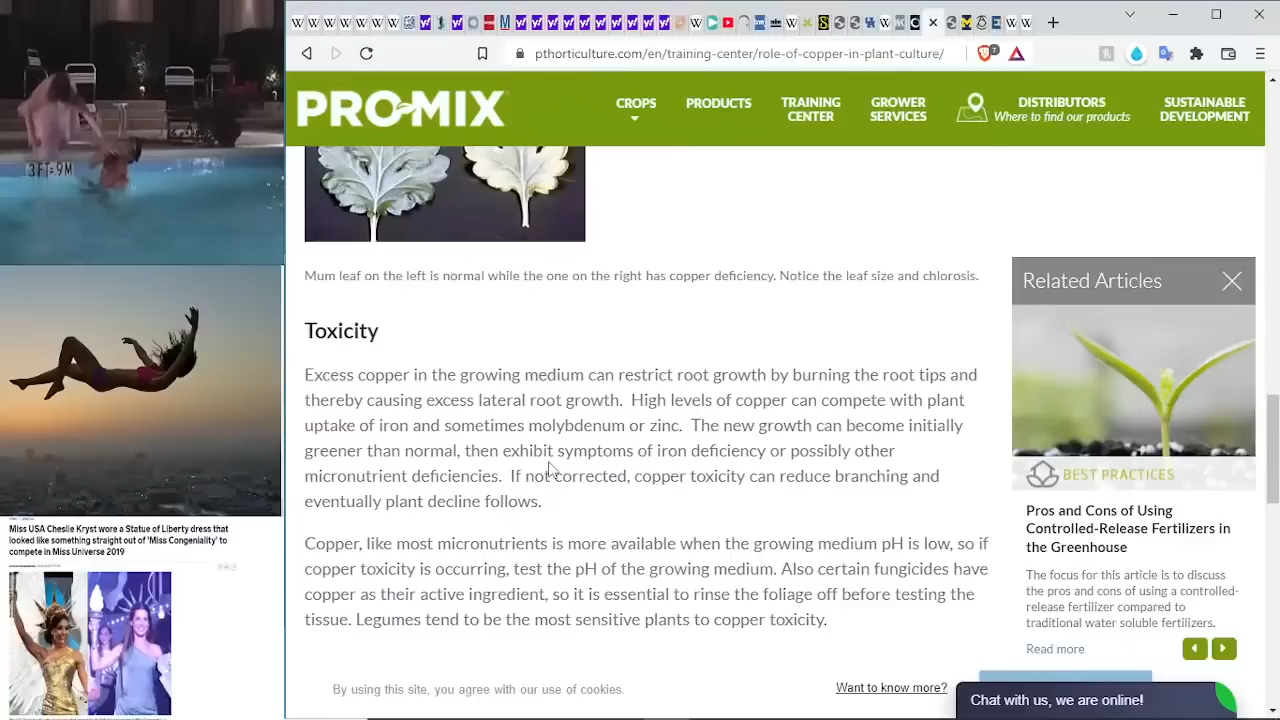 3FT=9M
Miss USA Cheslie Kryst wore a Statue of Liberty dress that
looked like something straight out of 'Miss Congeniality' to
compete in Miss Universe 2019
pthorticulture.com/en/training-center/role-of-copper-in-plant-culture/
7
PRO-MIX
CROPS
PRODUCTS
TRAINING
CENTER
GROWER
SERVICES
DISTRIBUTORS
Where to find our products
SUSTAINABLE
DEVELOPMENT
Mum leaf on the left is normal while the one on the right has copper deficiency. Notice the leaf size and chlorosis.
Toxicity
Excess copper in the growing medium can restrict root growth by burning the root tips and
thereby causing excess lateral root growth.  High levels of copper can compete with plant
uptake of iron and sometimes molybdenum or zinc.  The new growth can become initially
greener than normal, then exhibit symptoms of iron deficiency or possibly other
micronutrient deficiencies.  If not corrected, copper toxicity can reduce branching and
eventually plant decline follows.
Copper, like most micronutrients is more available when the growing medium pH is low, so if
copper toxicity is occurring, test the pH of the growing medium. Also certain fungicides have
copper as their active ingredient, so it is essential to rinse the foliage off before testing the
tissue. Legumes tend to be the most sensitive plants to copper toxicity.
Related Articles
BEST PRACTICES
Pros and Cons of Using
Controlled-Release Fertilizers in
the Greenhouse
The focus for this article is to discuss
the pros and cons of using a controlled-
release fertilizer compared to
traditional water soluble fertilizers.
Read more
By using this site, you agree with our use of cookies.
Want to know more?
Chat with us, we are online!